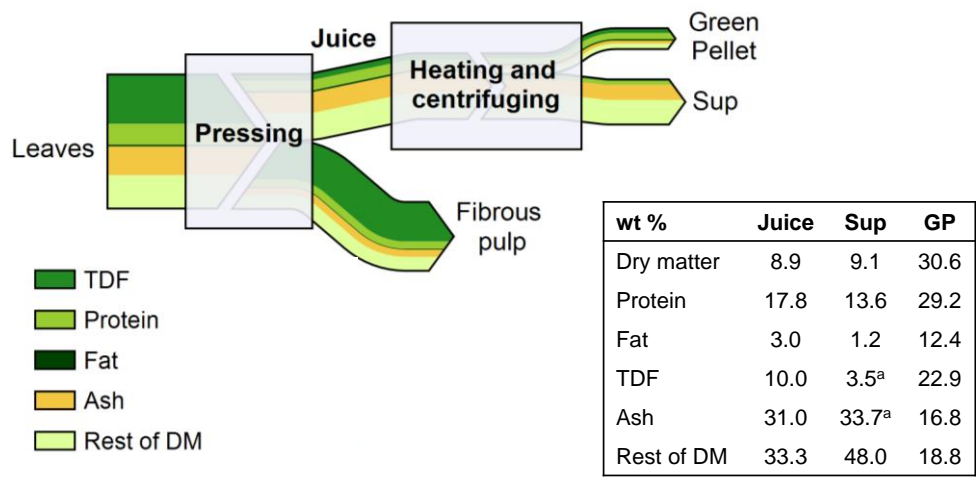 Juice
Green
Pellet
Heating and
centrifuging
Sup
Pressing
Leaves
Fibrous
pulp
TDF
Protein
Fat
Ash
Rest of DM
wt % Juice Sup GP
Dry matter 8.9 9.1 30.6
Protein 17.8 13.6 29.2
Fat 3.0 1.2 12.4
TDF 10.0 3.5ᵃ 22.9
Ash 31.0 33.7ᵃ 16.8
Rest of DM 33.3 48.0 18.8